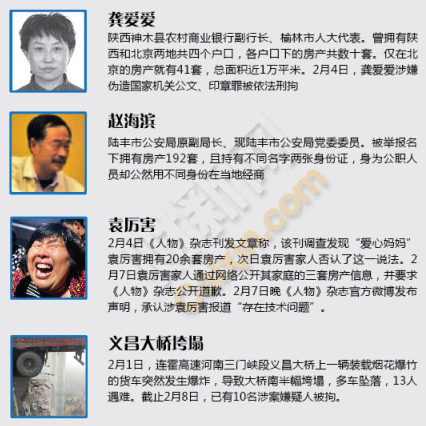 龚爱爱
陕西神木县农村商业银行副行长、榆林市人大代表。曾拥有陕
西和北京两地共四个户口，各户口下的房产共数十套。仅在北
京的房产就有41套，总面积近1万平米。2月4日，龚爱爱涉嫌
伪造国家机关公文、印章罪被依法刑拘
赵海滨
陆丰市公安局原副局长、现陆丰市公安局党委委员。被举报名
下拥有房产192套，且持有不同名字两张身份证，身为公职人
员却公然用不同身份在当地经商
袁厉害
2月4日《人物》杂志刊发文章称，该刊调查发现“爱心妈妈”
袁厉害拥有20余套房产，次日袁厉害家人否认了这一说法。2
月7日袁厉害家人通过网络公开其家庭的三套房产信息，并要求
《人物》杂志公开道歉。2月7日晚《人物》杂志官方微博发布
声明，承认涉袁厉害报道“存在技术问题”。
义昌大桥垮塌
2月1日，连霍高速河南三门峡段义昌大桥上一辆装载烟花爆竹
的货车突然发生爆炸，导致大桥南半幅垮塌，多车坠落，13人
遇难。截止2月8日，已有10名涉案嫌疑人被拘。